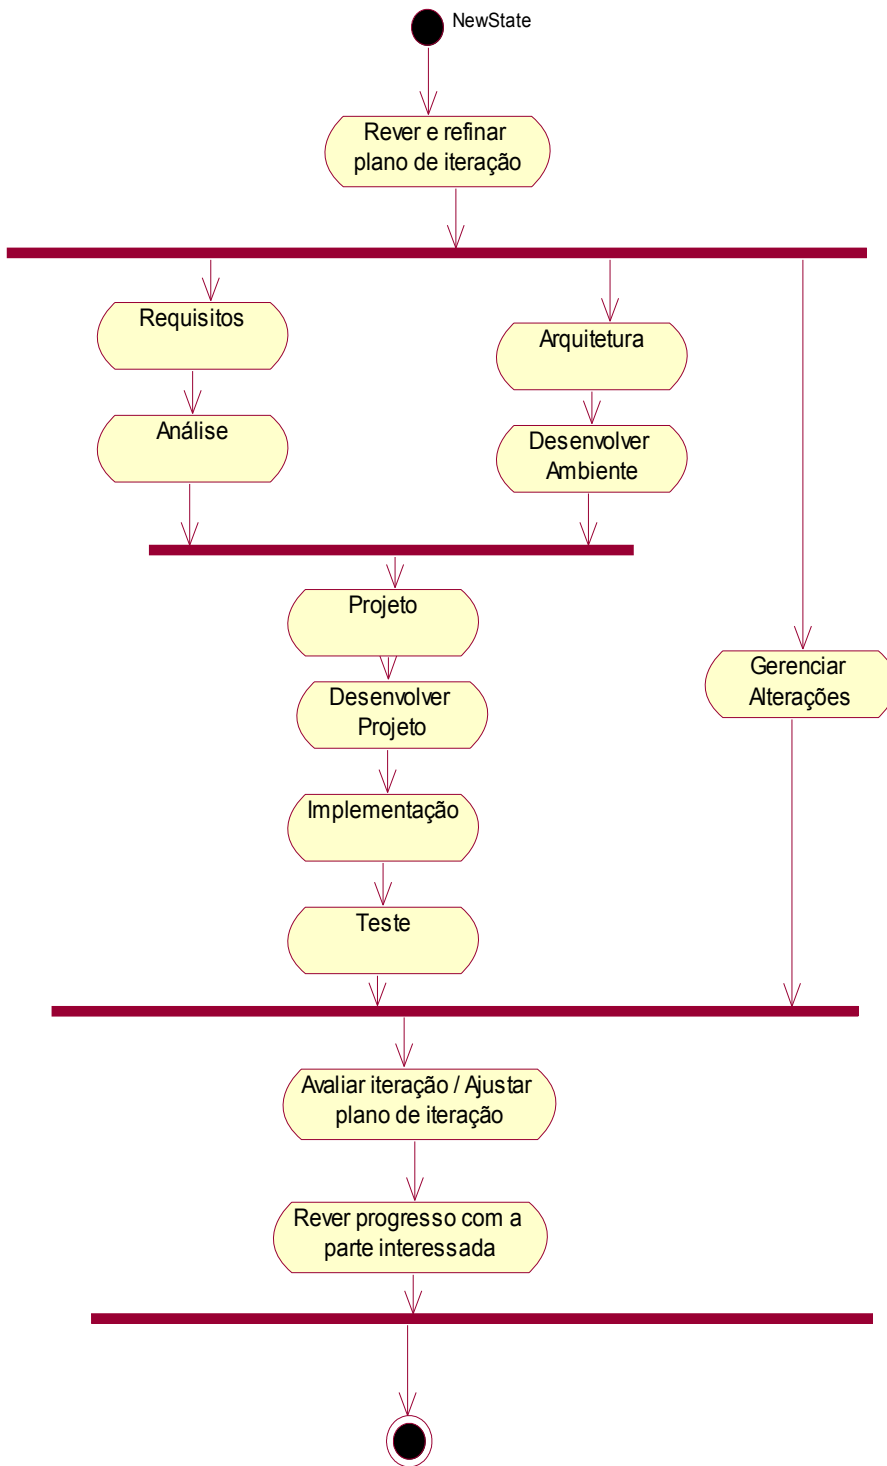 NewState
Rever e refinar
plano de iteração
Requisitos
Arquitetura
Análise
Desenvolver
Ambiente
Projeto
Gerenciar
Alterações
Desenvolver
Projeto
Implementação
Teste
Avaliar iteração / Ajustar
plano de iteração
Rever progresso com a
parte interessada